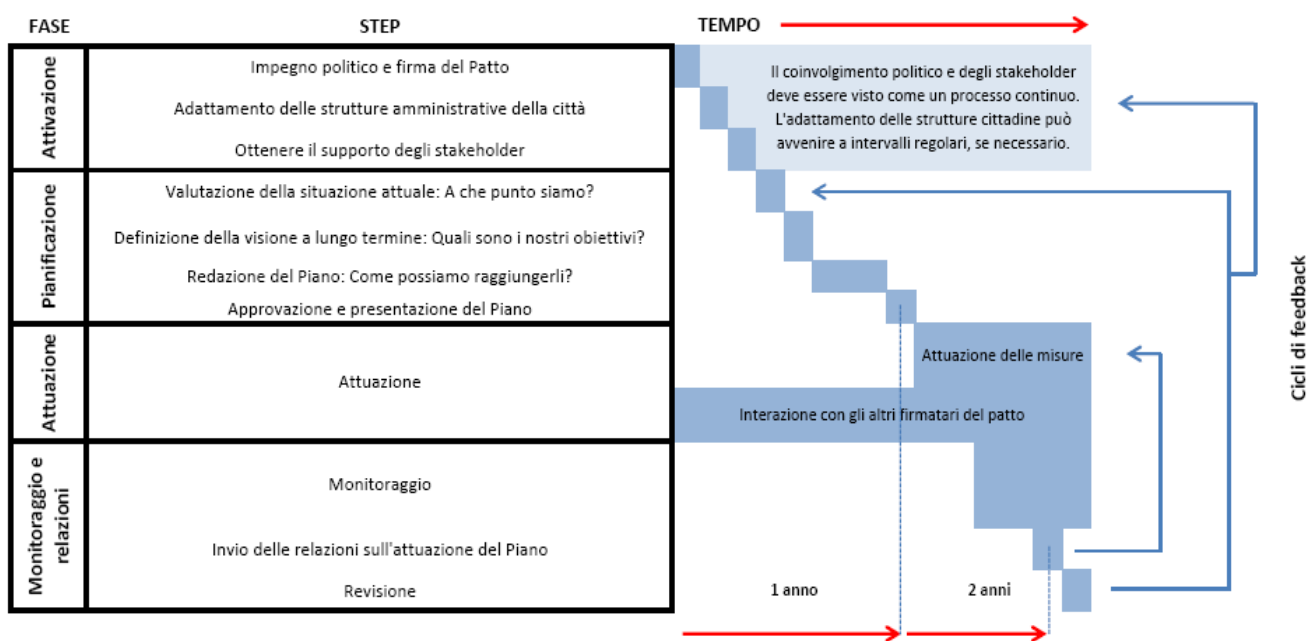 FASE
STEP
TEMPO
Attivazione
Impegno politico e firma del Patto
Adattamento delle strutture amministrative della città
Ottenere il supporto degli stakeholder
Il coinvolgimento politico e degli stakeholder
deve essere visto come un processo continuo.
L'adattamento delle strutture cittadine può
avvenire a intervalli regolari, se necessario.
Pianificazione
Valutazione della situazione attuale: A che punto siamo?
Definizione della visione a lungo termine: Quali sono i nostri obiettivi?
Redazione del Piano: Come possiamo raggiungerli?
Approvazione e presentazione del Piano
Attuazione
Attuazione
Attuazione delle misure
Interazione con gli altri firmatari del patto
Monitoraggio e
relazioni
Monitoraggio
Invio delle relazioni sull'attuazione del Piano
Revisione
1 anno
2 anni
Cicli di feedback